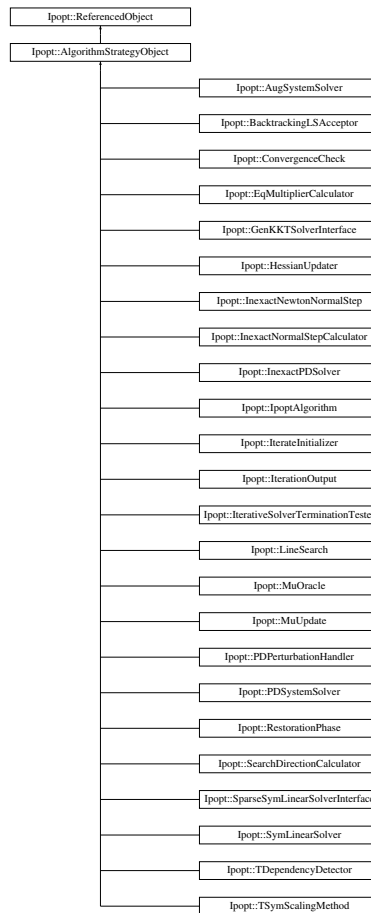 Ipopt::ReferencedObject
Ipopt::AlgorithmStrategyObject
Ipopt::AugSystemSolver
Ipopt::BacktrackingLSAcceptor
Ipopt::ConvergenceCheck
Ipopt::EqMultiplierCalculator
Ipopt::GenKKTSolverInterface
Ipopt::HessianUpdater
Ipopt::InexactNewtonNormalStep
Ipopt::InexactNormalStepCalculator
Ipopt::InexactPDSolver
Ipopt::IpoptAlgorithm
Ipopt::IterateInitializer
Ipopt::IterationOutput
Ipopt::IterativeSolverTerminationTeste
Ipopt::LineSearch
Ipopt::MuOracle
Ipopt::MuUpdate
Ipopt::PDPerturbationHandler
Ipopt::PDSystemSolver
Ipopt::RestorationPhase
Ipopt::SearchDirectionCalculator
Ipopt::SparseSymLinearSolverInterface
Ipopt::SymLinearSolver
Ipopt::TDependencyDetector
Ipopt::TSymScalingMethod